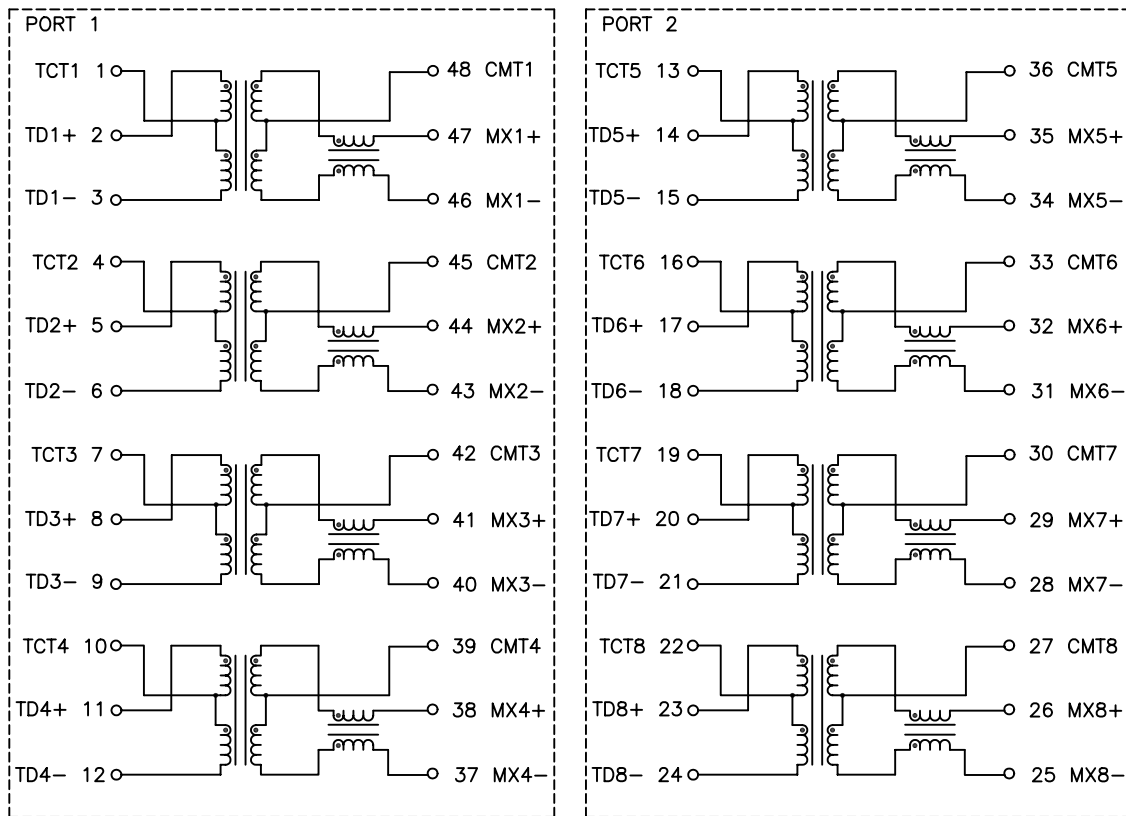 PORT 1
TCT1 1 48 CMT1
TD1+ 2 47 MX1+
TD1- 3 46 MX1-
TCT2 4 45 CMT2
TD2+ 5 44 MX2+
TD2- 6 43 MX2-
TCT3 7 42 CMT3
TD3+ 8 41 MX3+
TD3- 9 40 MX3-
TCT4 10 39 CMT4
TD4+ 11 38 MX4+
TD4- 12 37 MX4-
PORT 2
TCT5 13 36 CMT5
TD5+ 14 35 MX5+
TD5- 15 34 MX5-
TCT6 16 33 CMT6
TD6+ 17 32 MX6+
TD6- 18 31 MX6-
TCT7 19 30 CMT7
TD7+ 20 29 MX7+
TD7- 21 28 MX7-
TCT8 22 27 CMT8
TD8+ 23 26 MX8+
TD8- 24 25 MX8-